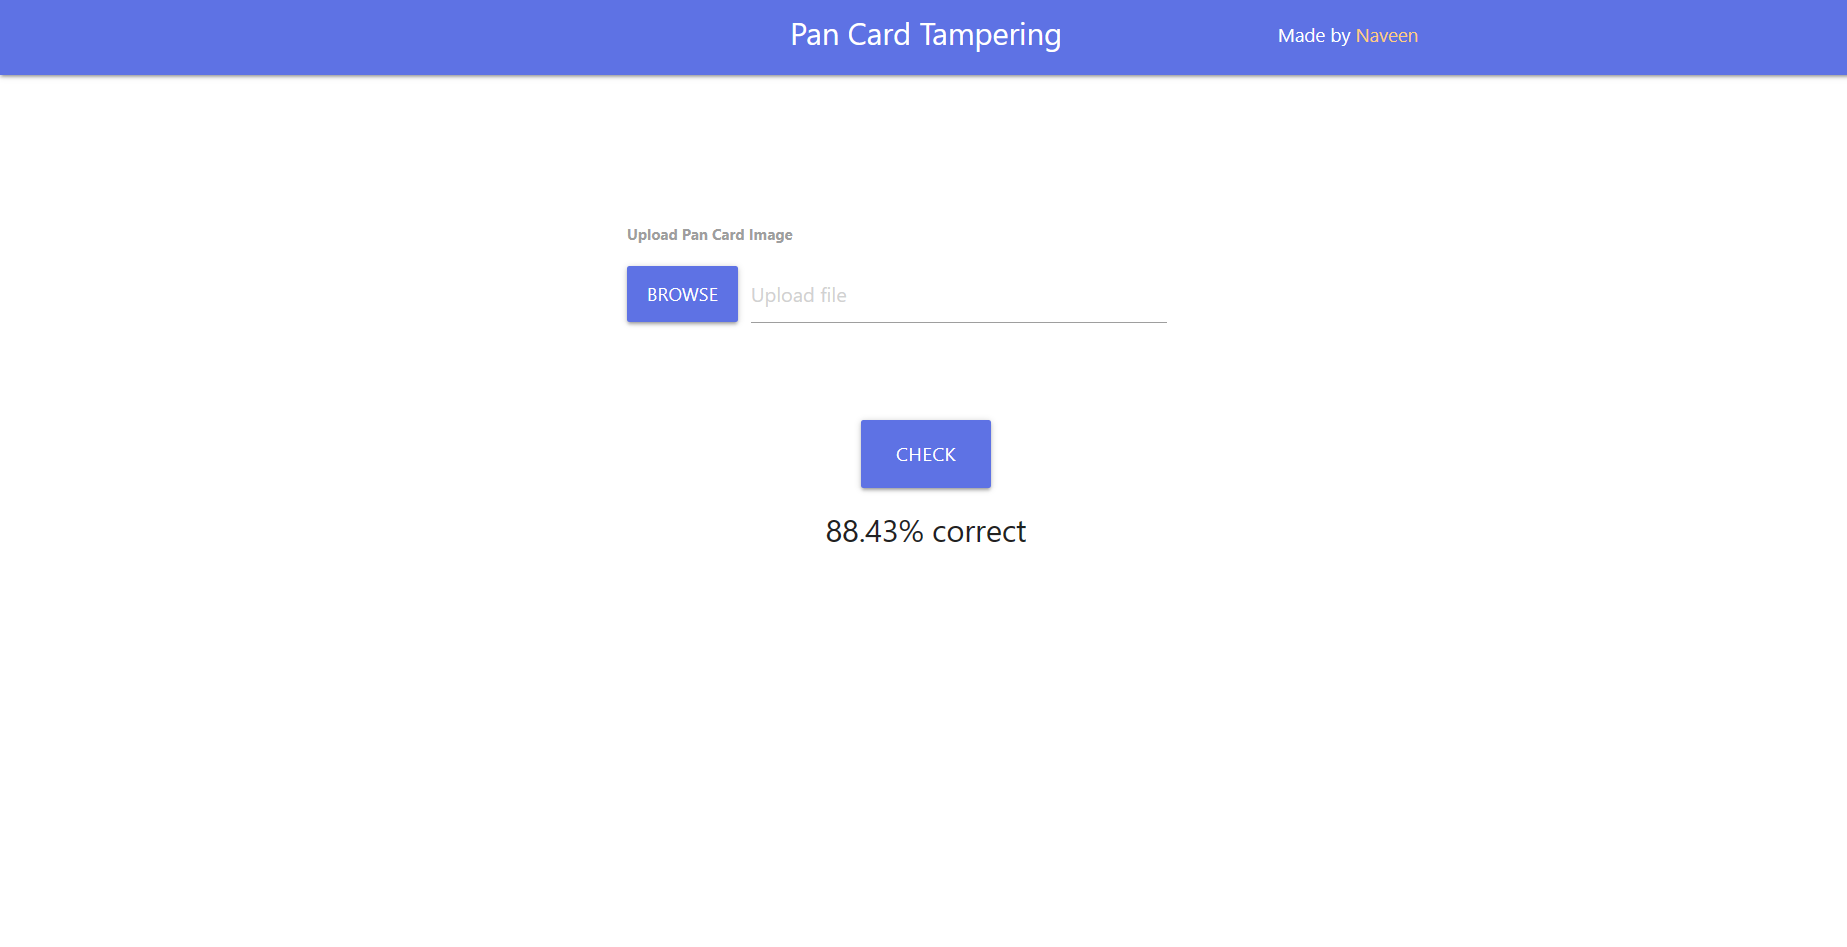 Pan Card Tampering
Made by Naveen
Upload Pan Card Image
BROWSE
Upload file
CHECK
88.43% correct